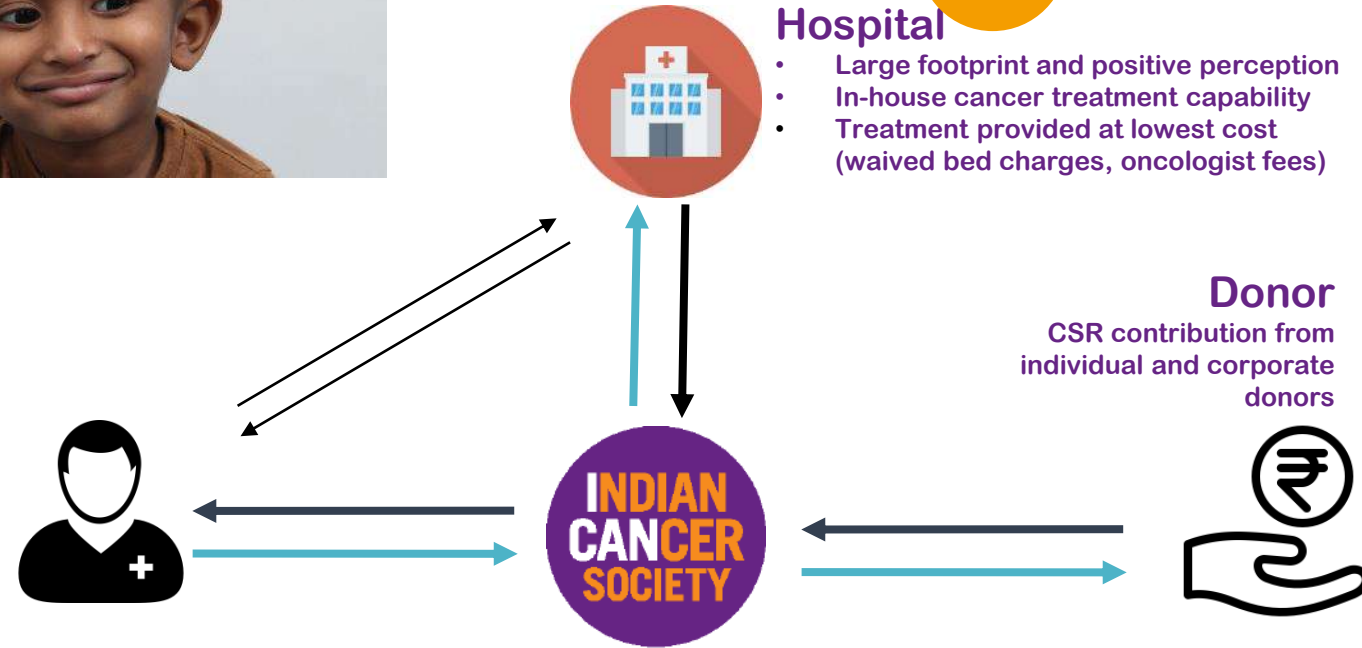 Hospital
• Large footprint and positive perception
• In-house cancer treatment capability
• Treatment provided at lowest cost
(waived bed charges, oncologist fees)
Donor
CSR contribution from
individual and corporate
donors
₹
INDIAN
CANCER
SOCIETY